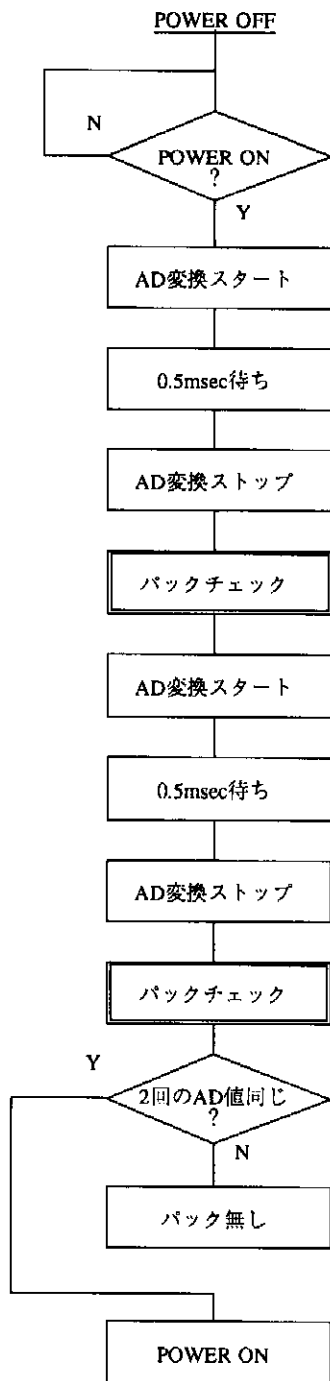 POWER OFF
N
POWER ON
?
Y
AD変換スタート
0.5msec待ち
AD変換ストップ
パックチェック
AD変換スタート
0.5msec待ち
AD変換ストップ
パックチェック
Y
2回のAD値同じ
?
N
パック無し
POWER ON